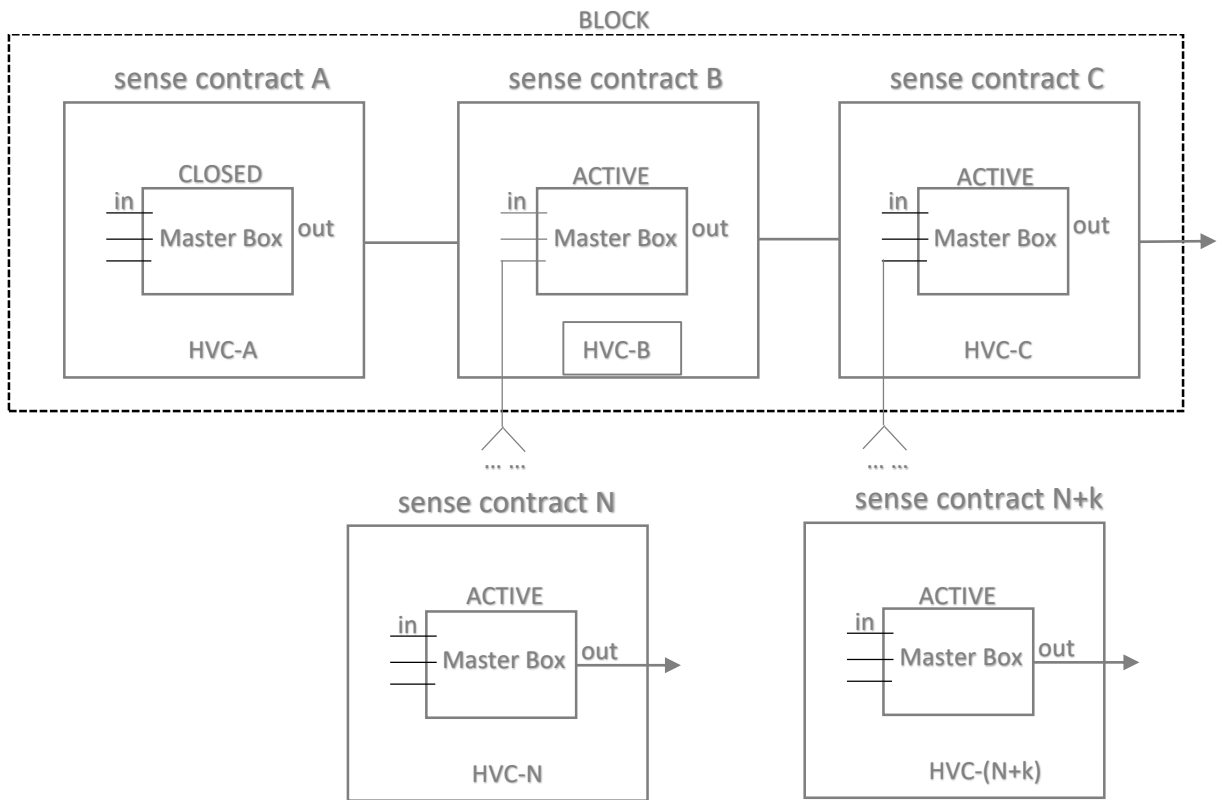 BLOCK
sense contract A
sense contract B
sense contract C
CLOSED
ACTIVE
ACTIVE
in
Master Box
out
in
Master Box
out
in
Master Box
out
HVC-A
HVC-B
HVC-C
... ...
... ...
sense contract N
sense contract N+k
ACTIVE
ACTIVE
in
Master Box
out
in
Master Box
out
HVC-N
HVC-(N+k)